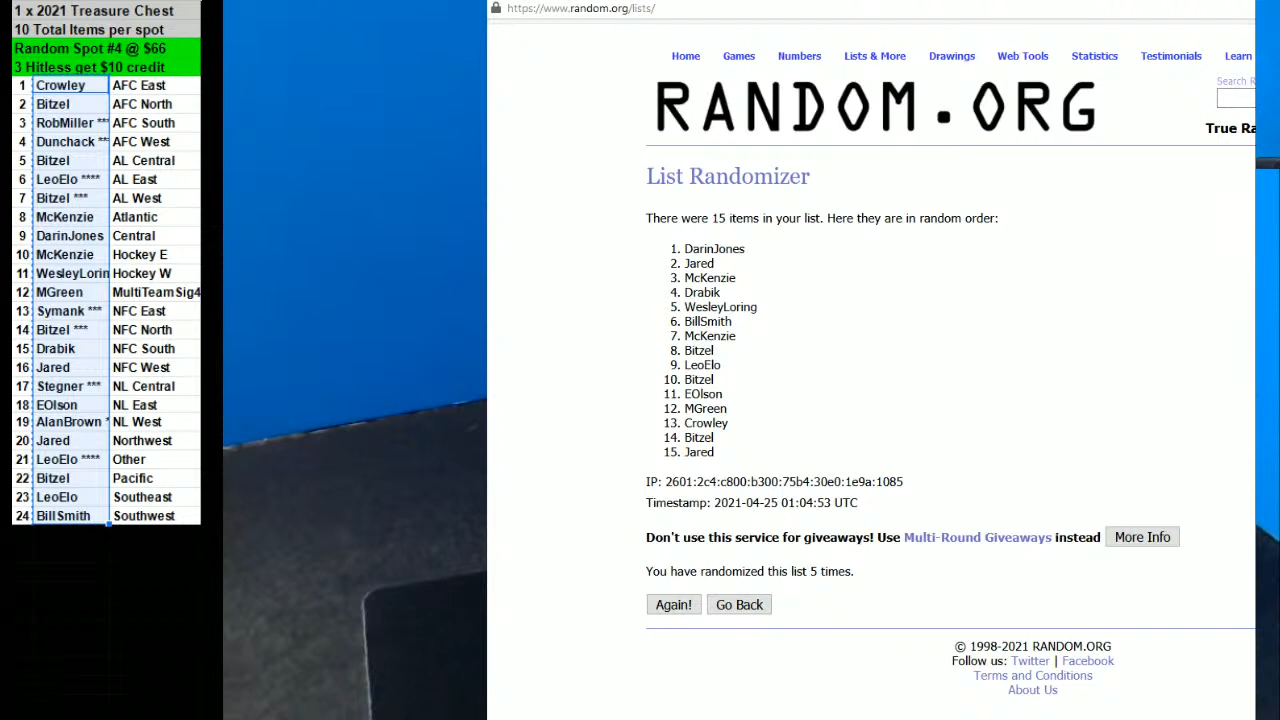 1 x 2021 Treasure Chest
10 Total Items per spot
Random Spot #4 @ $66
3 Hitless get $10 credit
1 Crowley AFC East
2 Bitzel AFC North
3 RobMiller *** AFC South
4 Dunchack *** AFC West
5 Bitzel AL Central
6 LeoElo **** AL East
7 Bitzel *** AL West
8 McKenzie Atlantic
9 DarinJones Central
10 McKenzie Hockey E
11 WesleyLorin Hockey W
12 MGreen MultiTeamSig4
13 Symank *** NFC East
14 Bitzel *** NFC North
15 Drabik NFC South
16 Jared NFC West
17 Stegner *** NL Central
18 EOlson NL East
19 AlanBrown * NL West
20 Jared Northwest
21 LeoElo **** Other
22 Bitzel Pacific
23 LeoElo Southeast
24 BillSmith Southwest
https://www.random.org/lists/
Home Games Numbers Lists & More Drawings Web Tools Statistics Testimonials Learn
Search R
RANDOM.ORG
True Ra
List Randomizer
There were 15 items in your list. Here they are in random order:
1. DarinJones
2. Jared
3. McKenzie
4. Drabik
5. WesleyLoring
6. BillSmith
7. McKenzie
8. Bitzel
9. LeoElo
10. Bitzel
11. EOlson
12. MGreen
13. Crowley
14. Bitzel
15. Jared
IP: 2601:2c4:c800:b300:75b4:30e0:1e9a:1085
Timestamp: 2021-04-25 01:04:53 UTC
Don't use this service for giveaways! Use Multi-Round Giveaways instead More Info
You have randomized this list 5 times.
Again! Go Back
© 1998-2021 RANDOM.ORG
Follow us: Twitter | Facebook
Terms and Conditions
About Us